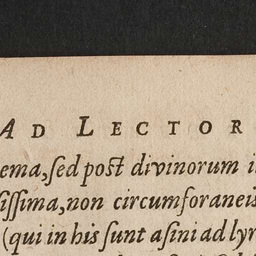 AD LECTOR
ema, sed post divinorum i
issima, non circumforaneis
(qui in his sunt asini ad lyr